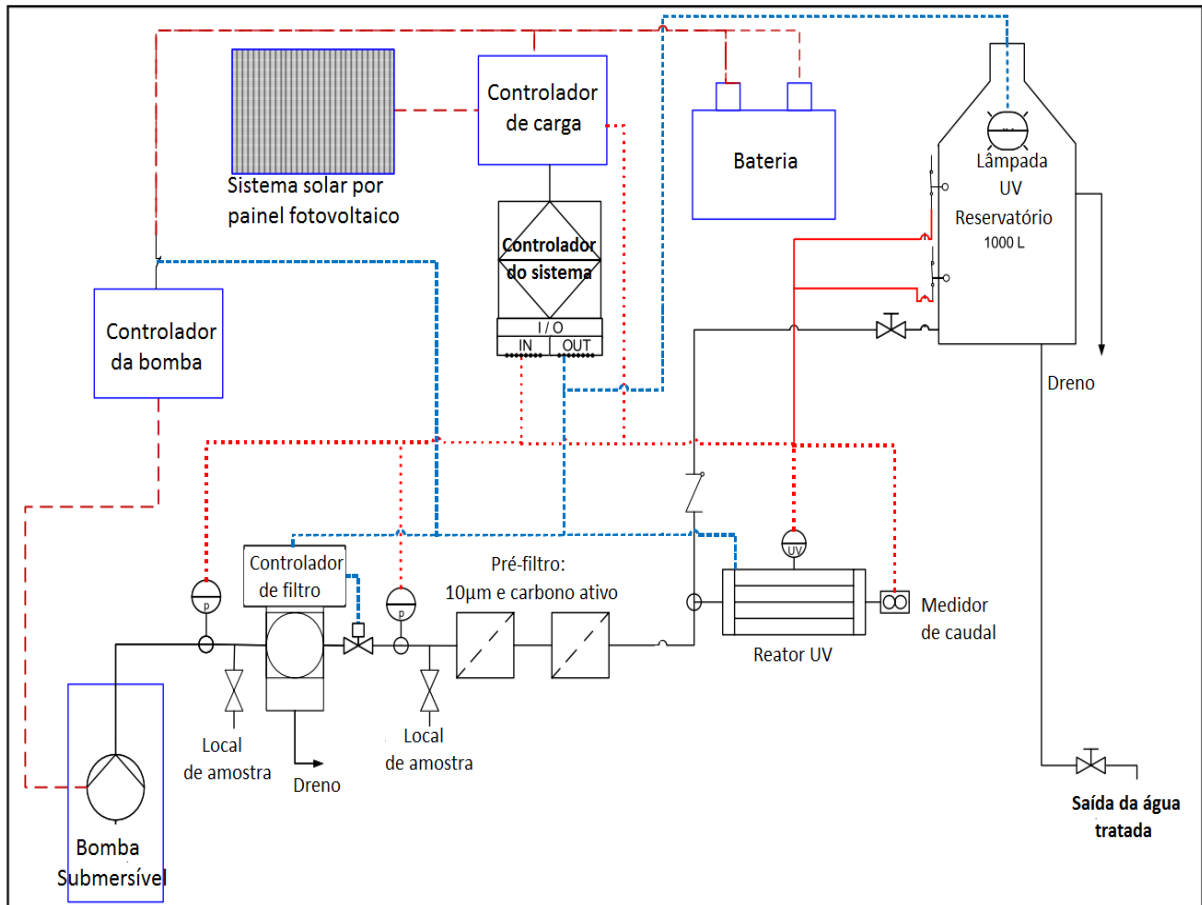 Controlador
de carga
Sistema solar por
painel fotovoltaico
Bateria
Lâmpada
UV
Reservatório
1000 L
Controlador
do sistema
I / O
IN OUT
Controlador
da bomba
Dreno
Controlador
de filtro
Pré-filtro:
10µm e carbono ativo
UV
Medidor
de caudal
Reator UV
p
p
Local
de amostra
Dreno
Local
de amostra
Bomba
Submersível
Saída da água
tratada